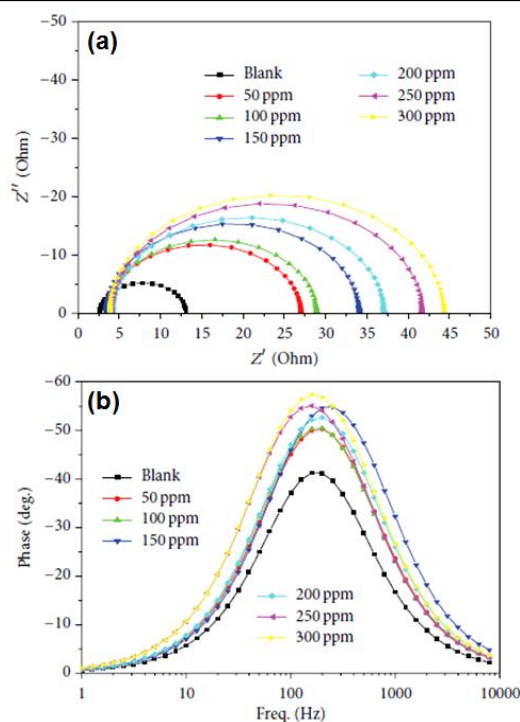 (a)
-50
-40
-30
-20
-10
0
Z″ (Ohm)
Blank
50 ppm
100 ppm
150 ppm
200 ppm
250 ppm
300 ppm
0 5 10 15 20 25 30 35 40 45 50
Z′ (Ohm)
(b)
-60
-50
-40
-30
-20
-10
0
Phase (deg.)
Blank
50 ppm
100 ppm
150 ppm
200 ppm
250 ppm
300 ppm
1 10 100 1000 10000
Freq. (Hz)